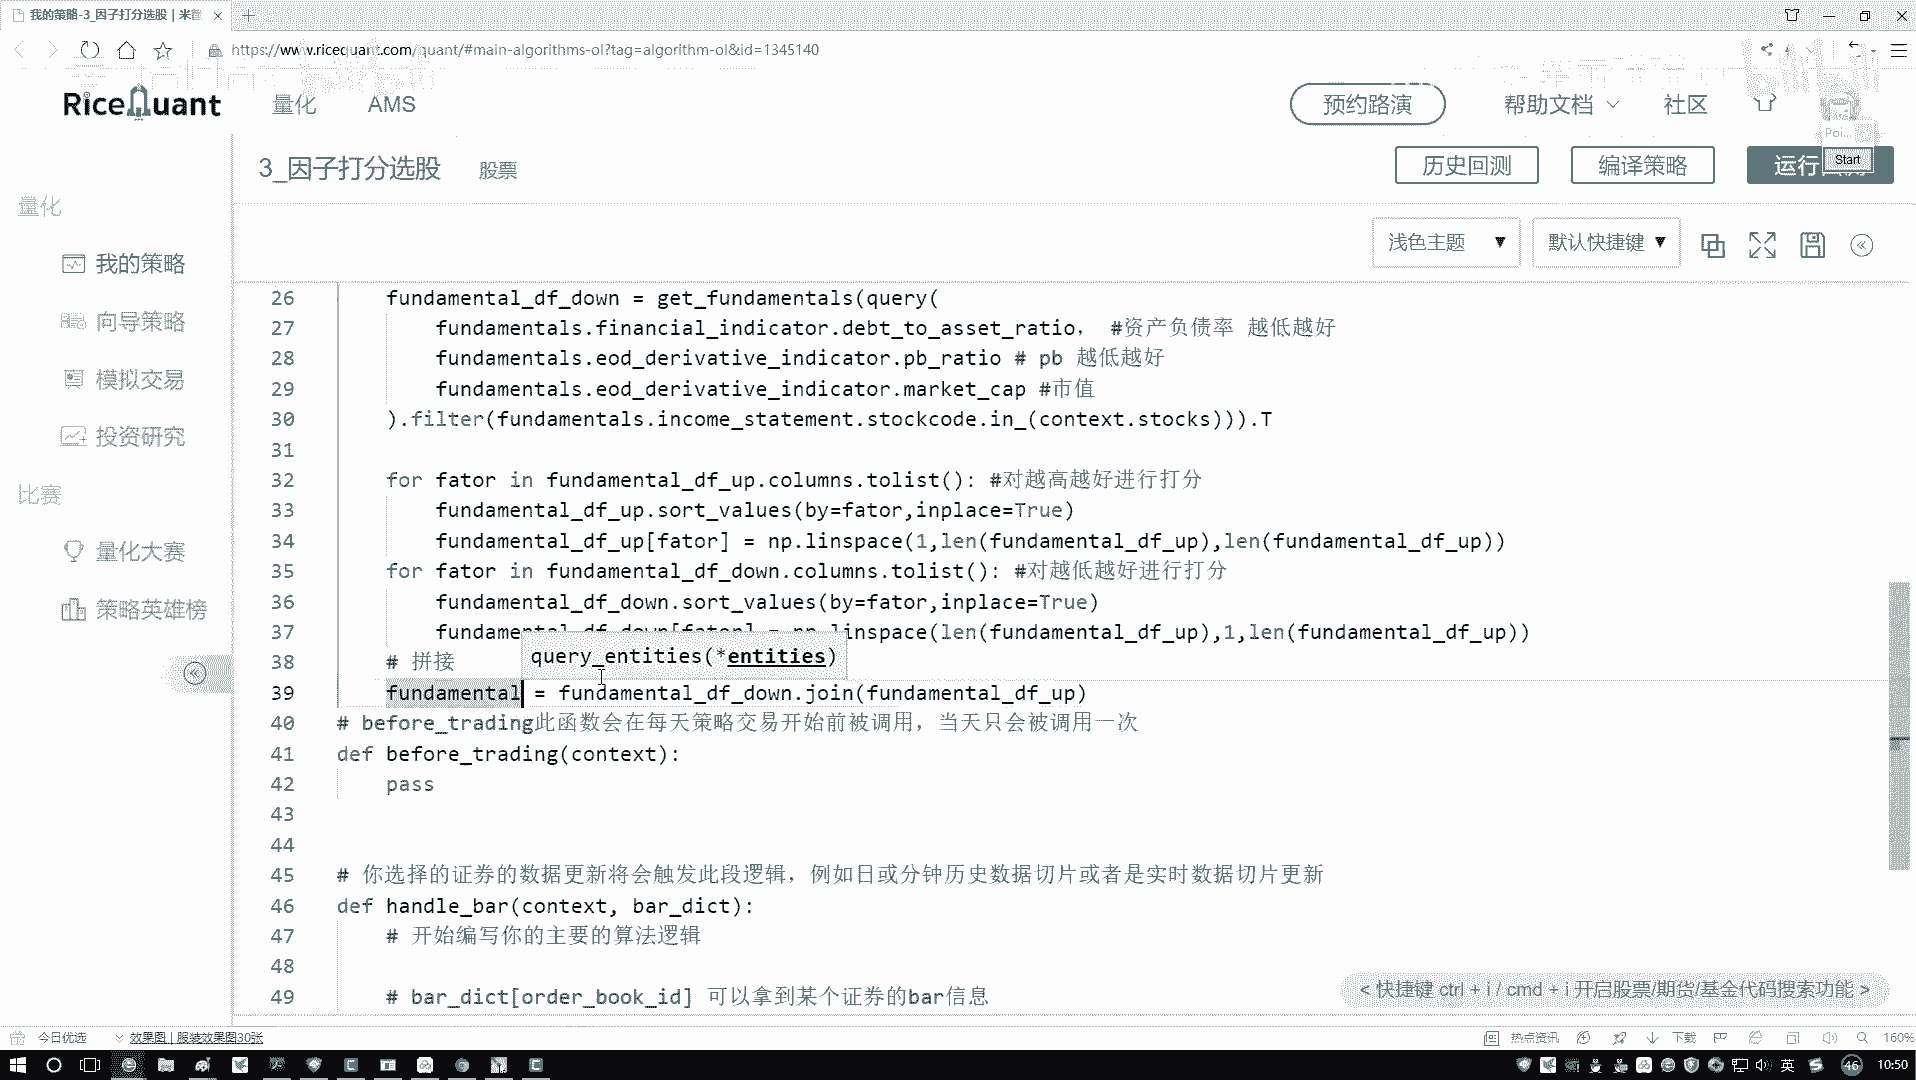 我的策略-3_因子打分选股 | 米筐
https://www.ricequant.com/quant/#main-algorithms-ol?tag=algorithm-ol&id=1345140
RiceQuant 量化 AMS 预约路演 帮助文档 社区
Poi...
3_因子打分选股 股票 历史回测 编译策略 运行 Start
量化
浅色主题 默认快捷键
我的策略
向导策略
模拟交易
投资研究
比赛
量化大赛
策略英雄榜
26 fundamental_df_down = get_fundamentals(query(
27 fundamentals.financial_indicator.debt_to_asset_ratio, #资产负债率 越低越好
28 fundamentals.eod_derivative_indicator.pb_ratio # pb 越低越好
29 fundamentals.eod_derivative_indicator.market_cap #市值
30 ).filter(fundamentals.income_statement.stockcode.in_(context.stocks))).T
31
32 for fator in fundamental_df_up.columns.tolist(): #对越高越好进行打分
33 fundamental_df_up.sort_values(by=fator,inplace=True)
34 fundamental_df_up[fator] = np.linspace(1,len(fundamental_df_up),len(fundamental_df_up))
35 for fator in fundamental_df_down.columns.tolist(): #对越低越好进行打分
36 fundamental_df_down.sort_values(by=fator,inplace=True)
37 fundamental_df_down[fator] = np.linspace(len(fundamental_df_up),1,len(fundamental_df_up))
query_entities(*entities)
38 # 拼接
39 fundamental = fundamental_df_down.join(fundamental_df_up)
40 # before_trading此函数会在每天策略交易开始前被调用，当天只会被调用一次
41 def before_trading(context):
42 pass
43
44
45 # 你选择的证券的数据更新将会触发此段逻辑，例如日或分钟历史数据切片或者是实时数据切片更新
46 def handle_bar(context, bar_dict):
47 # 开始编写你的主要的算法逻辑
48
49 # bar_dict[order_book_id] 可以拿到某个证券的bar信息
< 快捷键 ctrl + i / cmd + i 开启股票/期货/基金代码搜索功能 >
今日优选 效果图 | 服装效果图30张 热点资讯 下载 160%
英 46 10:50